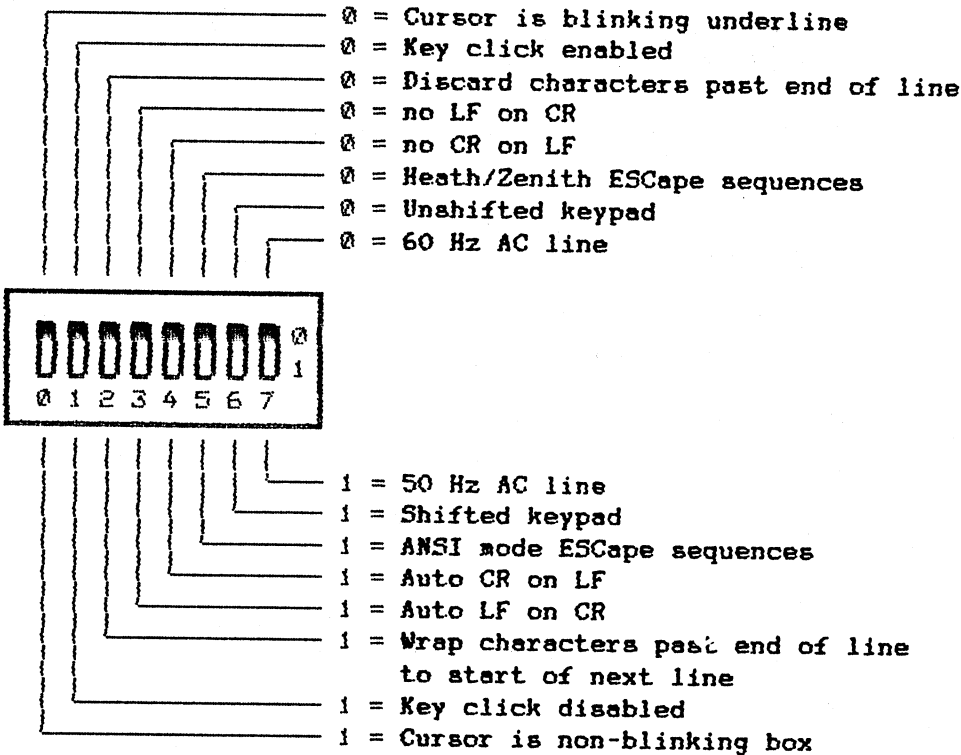 0 = Cursor is blinking underline
0 = Key click enabled
0 = Discard characters past end of line
0 = no LF on CR
0 = no CR on LF
0 = Heath/Zenith ESCape sequences
0 = Unshifted keypad
0 = 60 Hz AC line
0
1
0 1 2 3 4 5 6 7
1 = 50 Hz AC line
1 = Shifted keypad
1 = ANSI mode ESCape sequences
1 = Auto CR on LF
1 = Auto LF on CR
1 = Wrap characters past end of line
to start of next line
1 = Key click disabled
1 = Cursor is non-blinking box